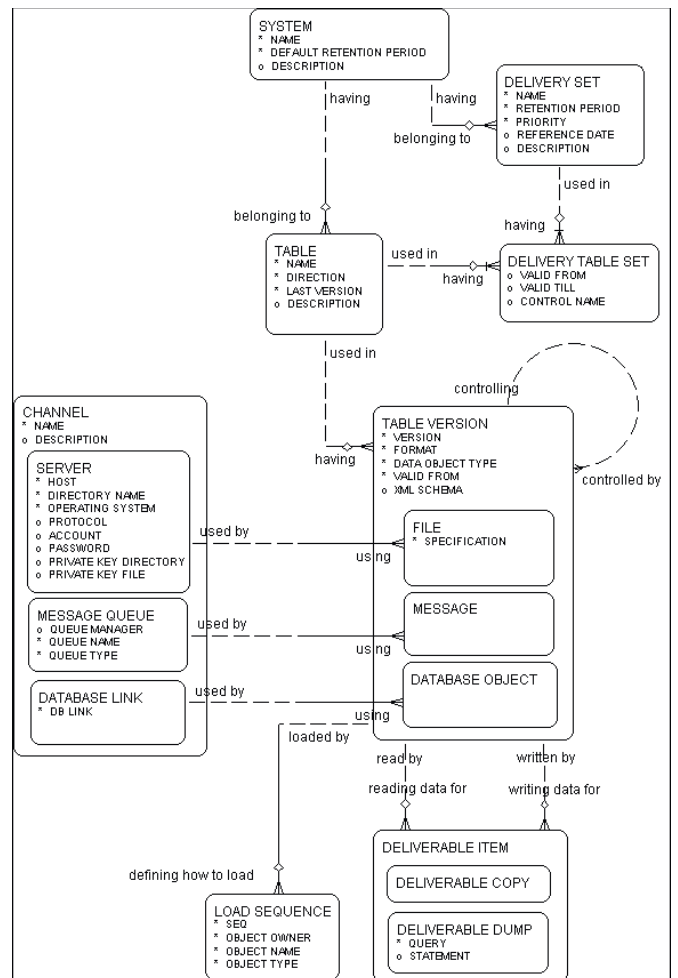 SYSTEM
* NAME
* DEFAULT RETENTION PERIOD
o DESCRIPTION
having
having
DELIVERY SET
* NAME
* RETENTION PERIOD
* PRIORITY
o REFERENCE DATE
o DESCRIPTION
belonging to
used in
belonging to
having
TABLE
* NAME
* DIRECTION
* LAST VERSION
o DESCRIPTION
used in
having
DELIVERY TABLE SET
o VALID FROM
o VALID TILL
o CONTROL NAME
used in
having
controlling
controlled by
CHANNEL
* NAME
o DESCRIPTION
SERVER
* HOST
* DIRECTORY NAME
* OPERATING SYSTEM
o PROTOCOL
o ACCOUNT
o PASSWORD
o PRIVATE KEY DIRECTORY
o PRIVATE KEY FILE
TABLE VERSION
* VERSION
* FORMAT
* DATA OBJECT TYPE
* VALID FROM
o XML SCHEMA
used by
using
FILE
* SPECIFICATION
MESSAGE QUEUE
o QUEUE MANAGER
* QUEUE NAME
* QUEUE TYPE
used by
using
MESSAGE
DATABASE LINK
* DB LINK
used by
using
DATABASE OBJECT
loaded by
read by
written by
reading data for
writing data for
defining how to load
LOAD SEQUENCE
* SEQ
* OBJECT OWNER
* OBJECT NAME
* OBJECT TYPE
DELIVERABLE ITEM
DELIVERABLE COPY
DELIVERABLE DUMP
* QUERY
o STATEMENT